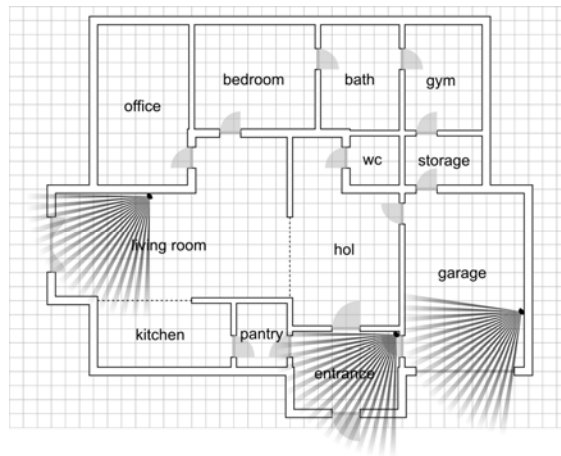 bedroom
bath
gym
office
wc
storage
living room
hol
garage
kitchen
pantry
entrance